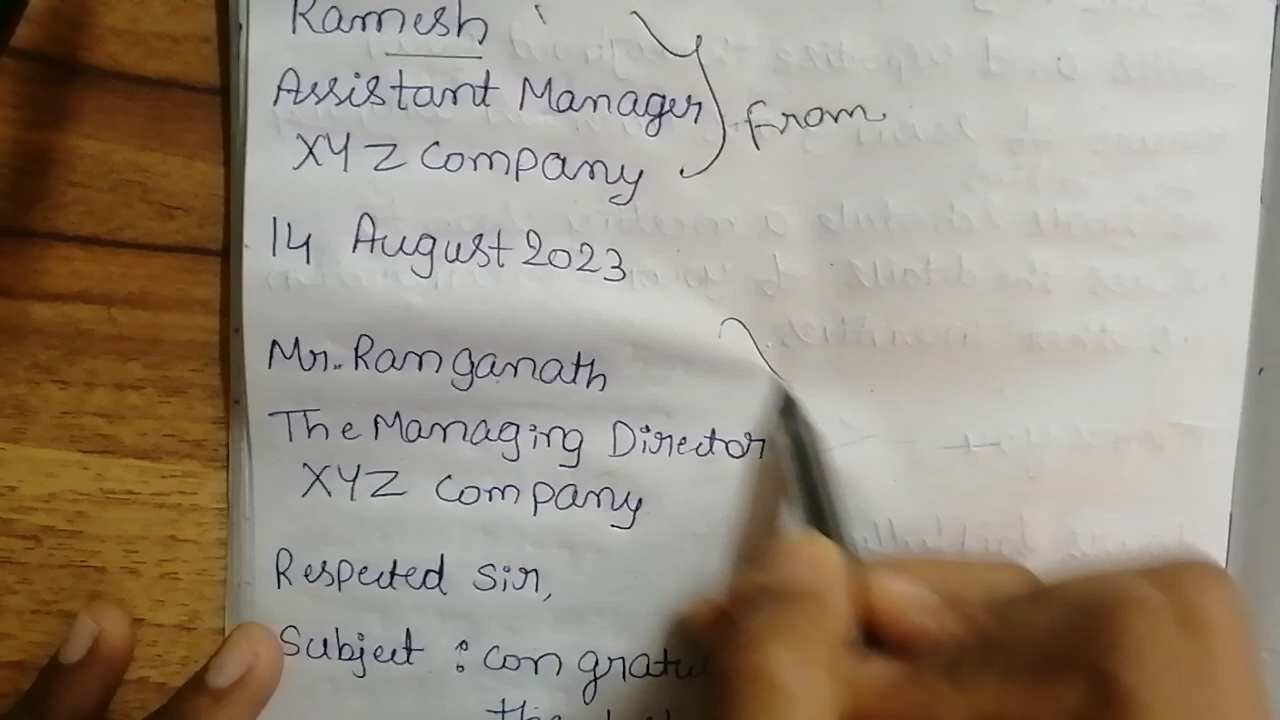 Ramesh
Assistant Manager
XYZ Company
From
14 August 2023
Mr. Ranganath
The Managing Director
XYZ Company
Respected Sir,
Subject : con